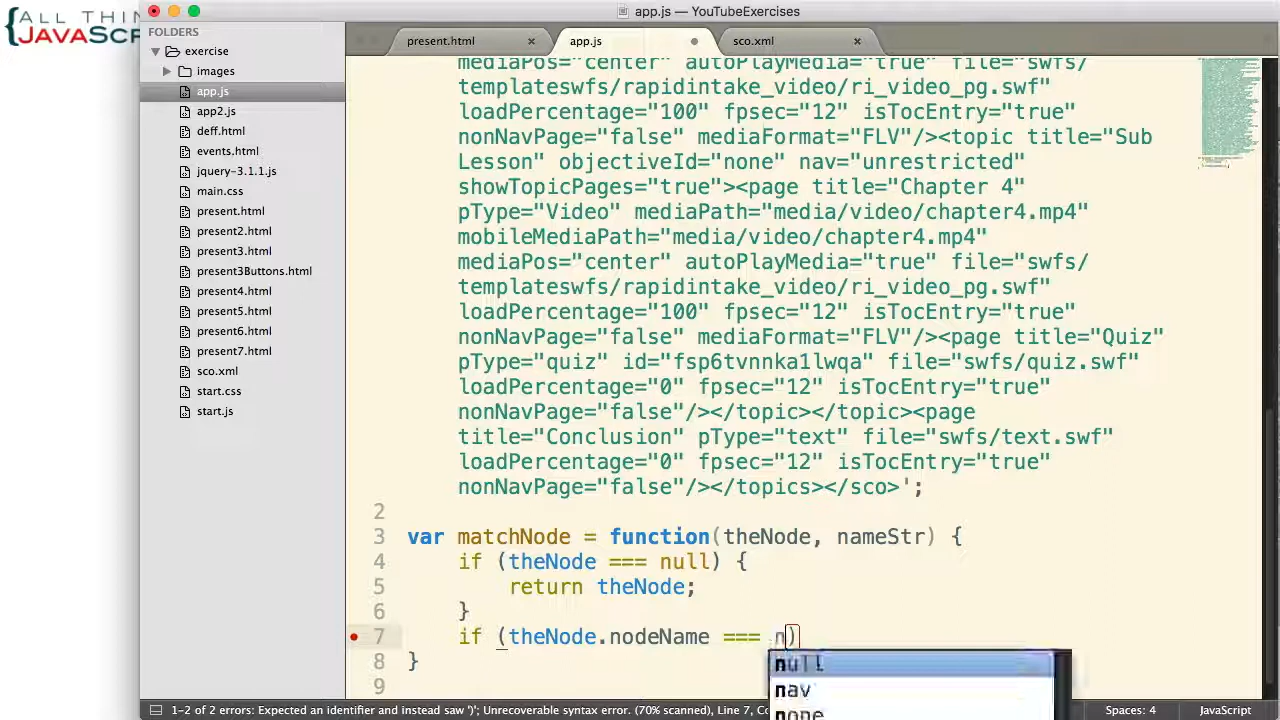 ALL THIN
JAVASCR
app.js — YouTubeExercises
FOLDERS
exercise
images
app.js
app2.js
deff.html
events.html
jquery-3.1.1.js
main.css
present.html
present2.html
present3.html
present3Buttons.html
present4.html
present5.html
present6.html
present7.html
sco.xml
start.css
start.js
present.html ×
app.js
sco.xml ×
mediaPos="center" autoPlayMedia="true" file="swfs/
templateswfs/rapidintake_video/ri_video_pg.swf"
loadPercentage="100" fpsec="12" isTocEntry="true"
nonNavPage="false" mediaFormat="FLV"/><topic title="Sub
Lesson" objectiveId="none" nav="unrestricted"
showTopicPages="true"><page title="Chapter 4"
pType="Video" mediaPath="media/video/chapter4.mp4"
mobileMediaPath="media/video/chapter4.mp4"
mediaPos="center" autoPlayMedia="true" file="swfs/
templateswfs/rapidintake_video/ri_video_pg.swf"
loadPercentage="100" fpsec="12" isTocEntry="true"
nonNavPage="false" mediaFormat="FLV"/><page title="Quiz"
pType="quiz" id="fsp6tvnnka1lwqa" file="swfs/quiz.swf"
loadPercentage="0" fpsec="12" isTocEntry="true"
nonNavPage="false"/></topic></topic><page
title="Conclusion" pType="text" file="swfs/text.swf"
loadPercentage="0" fpsec="12" isTocEntry="true"
nonNavPage="false"/></topics></sco>';
2
3 var matchNode = function(theNode, nameStr) {
4 if (theNode === null) {
5 return theNode;
6 }
7 if (theNode.nodeName === n)
8 }
9
null
nav
none
1-2 of 2 errors: Expected an identifier and instead saw ')'; Unrecoverable syntax error. (70% scanned), Line 7, Co
Spaces: 4
JavaScript